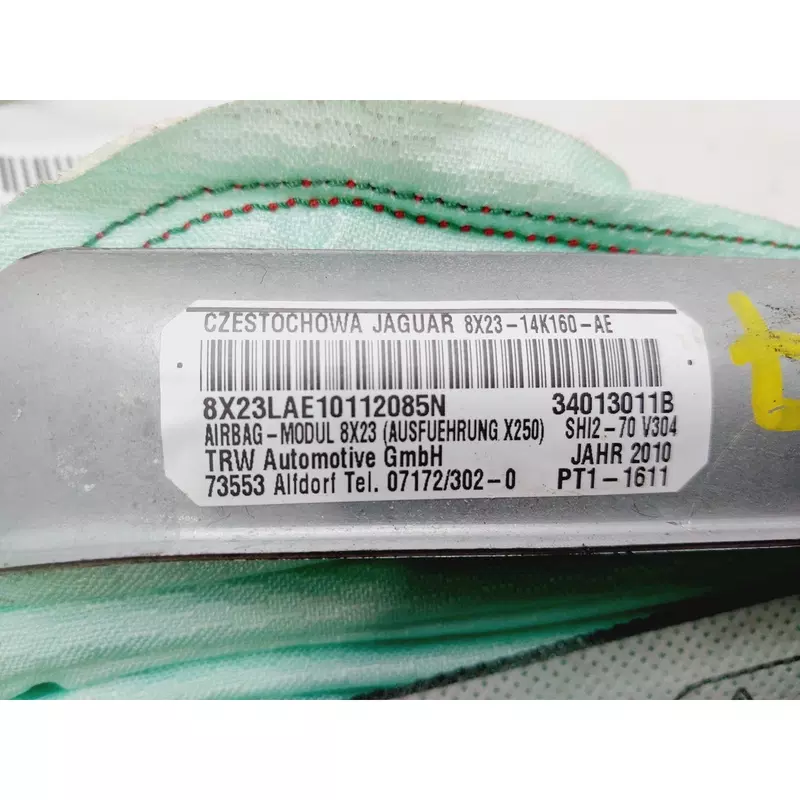 CZESTOCHOWA JAGUAR 8X23-14K160-AE
8X23LAE10112085N 34013011B
AIRBAG-MODUL 8X23 (AUSFUEHRUNG X250) SHI2-70 V304
TRW Automotive GmbH JAHR 2010
73553 Alfdorf Tel. 07172/302-0 PT1-1611